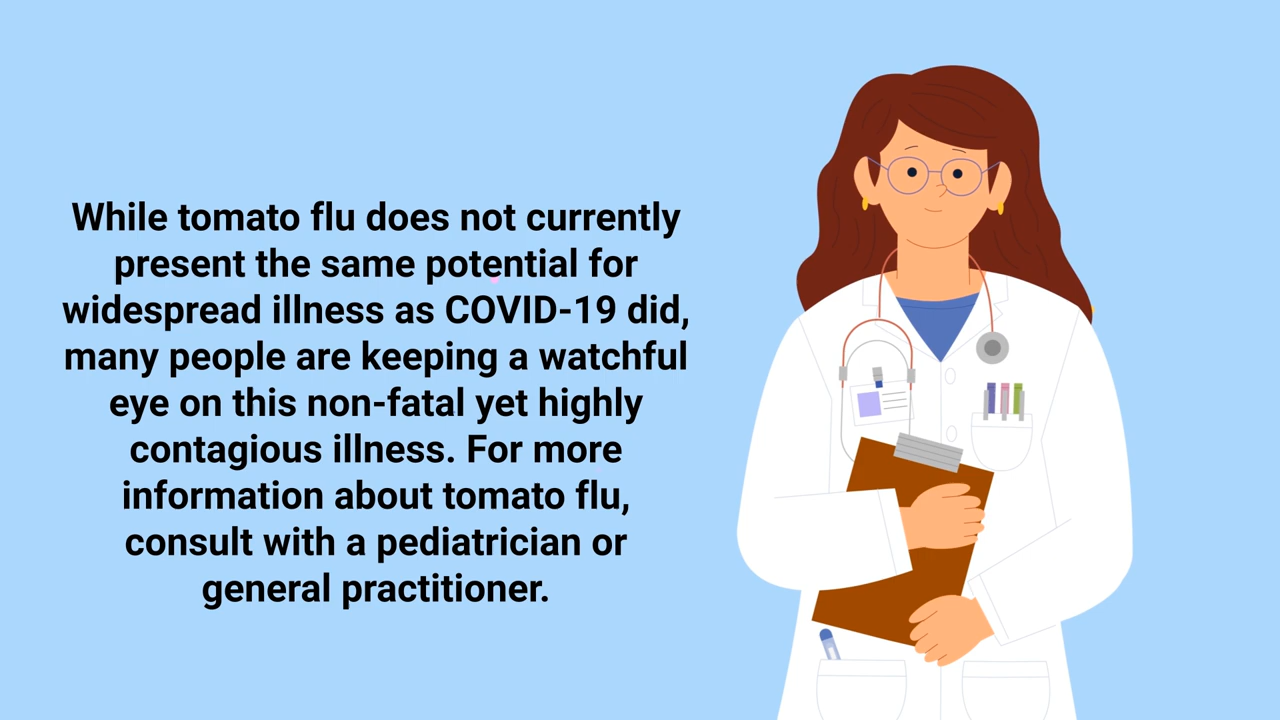 While tomato flu does not currently
present the same potential for
widespread illness as COVID-19 did,
many people are keeping a watchful
eye on this non-fatal yet highly
contagious illness. For more
information about tomato flu,
consult with a pediatrician or
general practitioner.